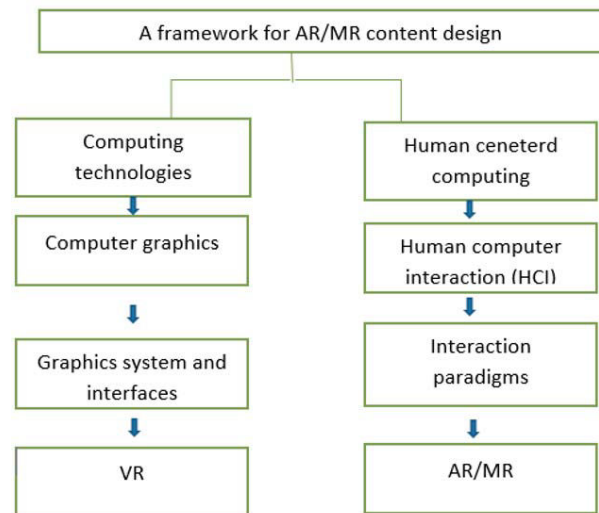 A framework for AR/MR content design
Computing
technologies
Human ceneterd
computing
Computer graphics
Human computer
interaction (HCI)
Graphics system and
interfaces
Interaction
paradigms
VR
AR/MR